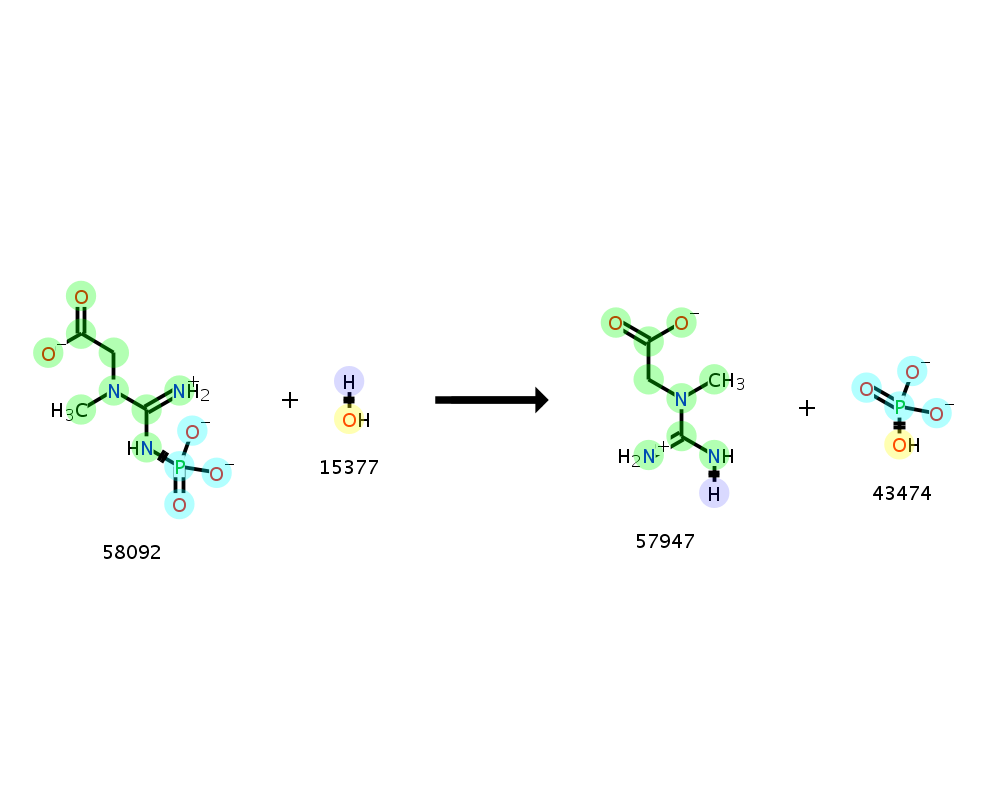 O
O⁻
N
NH₂⁺
H₃C
HN
O⁻
P
O⁻
O
58092
+
H
OH
15377
O
O⁻
N
CH₃
H₂N⁺
NH
H
57947
+
O⁻
O
P
O⁻
OH
43474